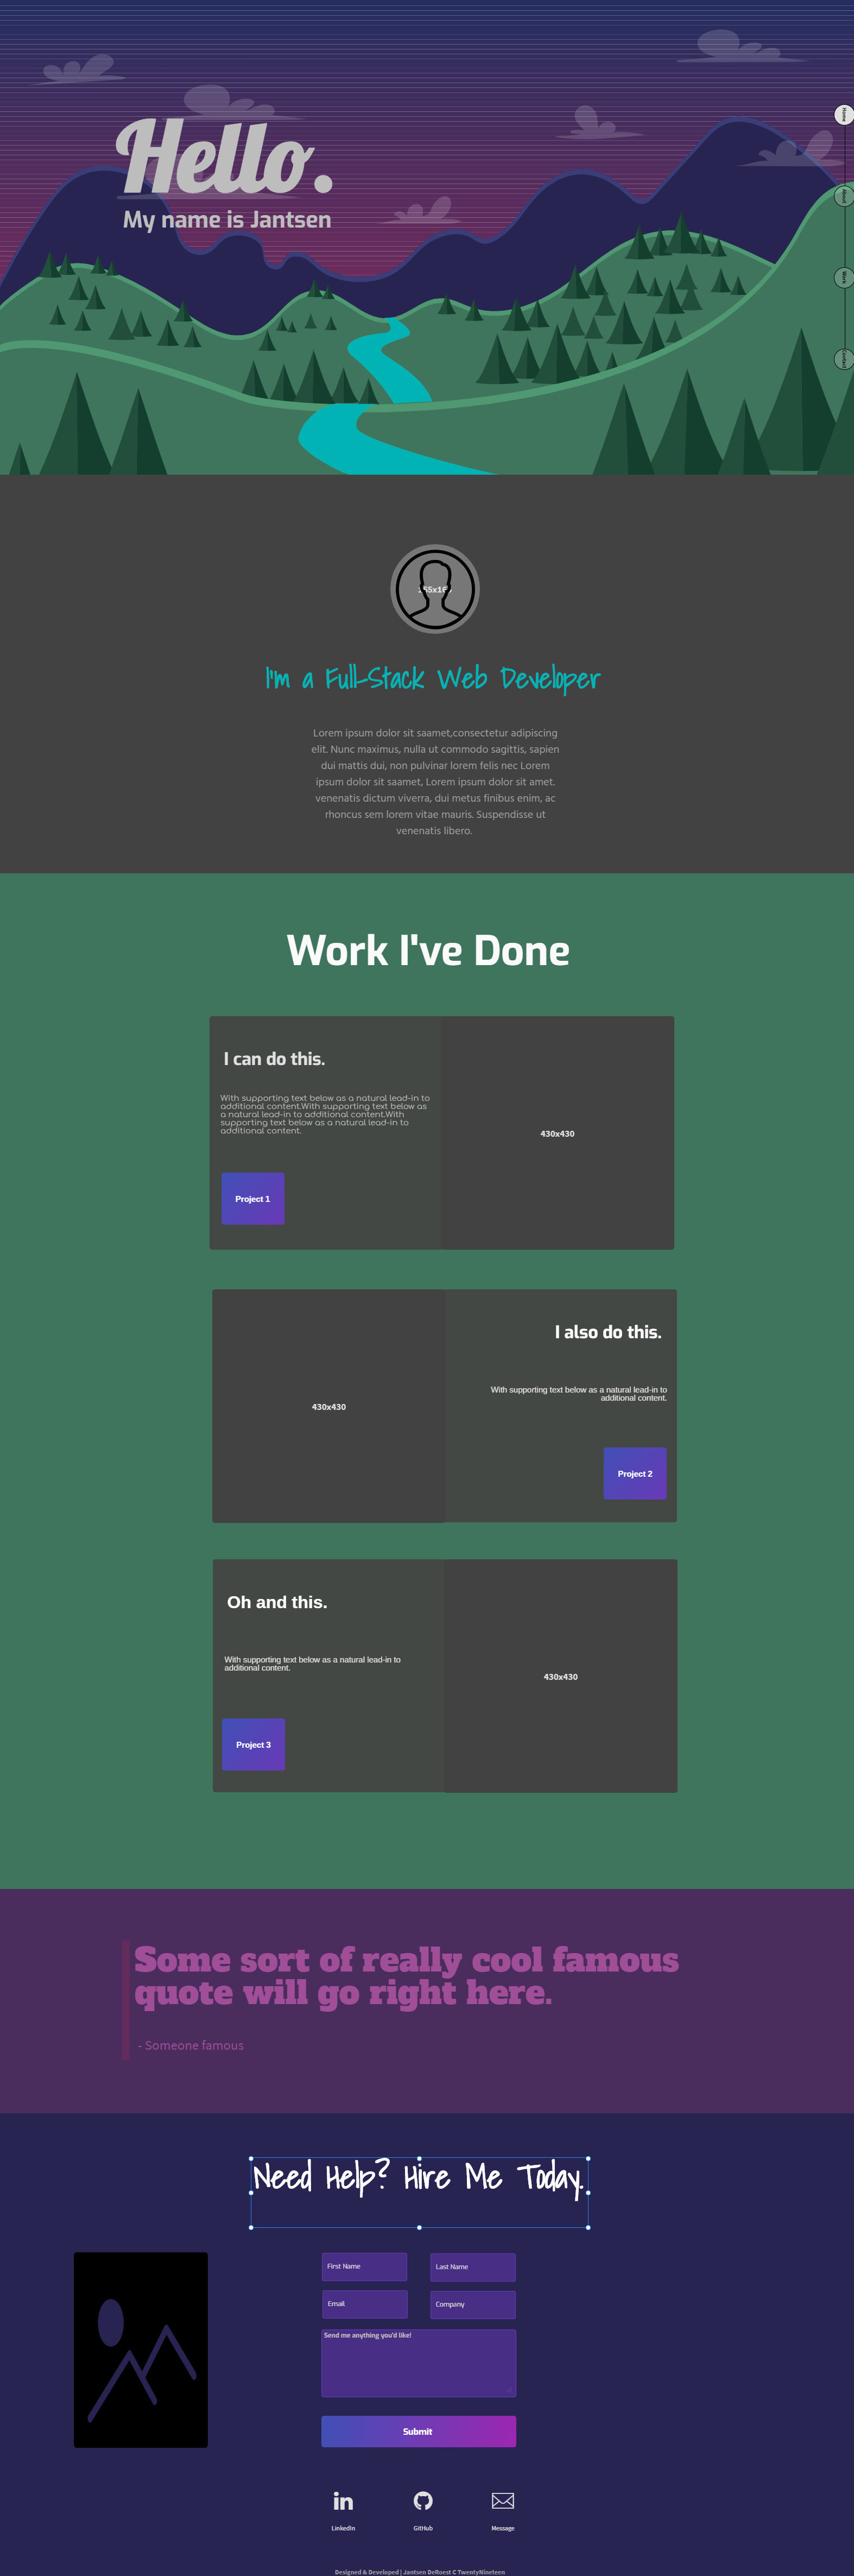 Hello.
My name is Jantsen
Home
About
Work
Contact
I'm a Full-Stack Web Developer
Lorem ipsum dolor sit saamet,consectetur adipiscing
elit. Nunc maximus, nulla ut commodo sagittis, sapien
dui mattis dui, non pulvinar lorem felis nec Lorem
ipsum dolor sit saamet, Lorem ipsum dolor sit amet.
venenatis dictum viverra, dui metus finibus enim, ac
rhoncus sem lorem vitae mauris. Suspendisse ut
venenatis libero.
Work I've Done
I can do this.
With supporting text below as a natural lead-in to
additional content.With supporting text below as
a natural lead-in to additional content.With
supporting text below as a natural lead-in to
additional content.
Project 1
430x430
430x430
I also do this.
With supporting text below as a natural lead-in to
additional content.
Project 2
Oh and this.
With supporting text below as a natural lead-in to
additional content.
Project 3
430x430
Some sort of really cool famous
quote will go right here.
- Someone famous
Need Help? Hire Me Today.
First Name
Last Name
Email
Company
Send me anything you'd like!
Submit
LinkedIn
GitHub
Message
Designed & Developed | Jantsen DeRoest C TwentyNineteen